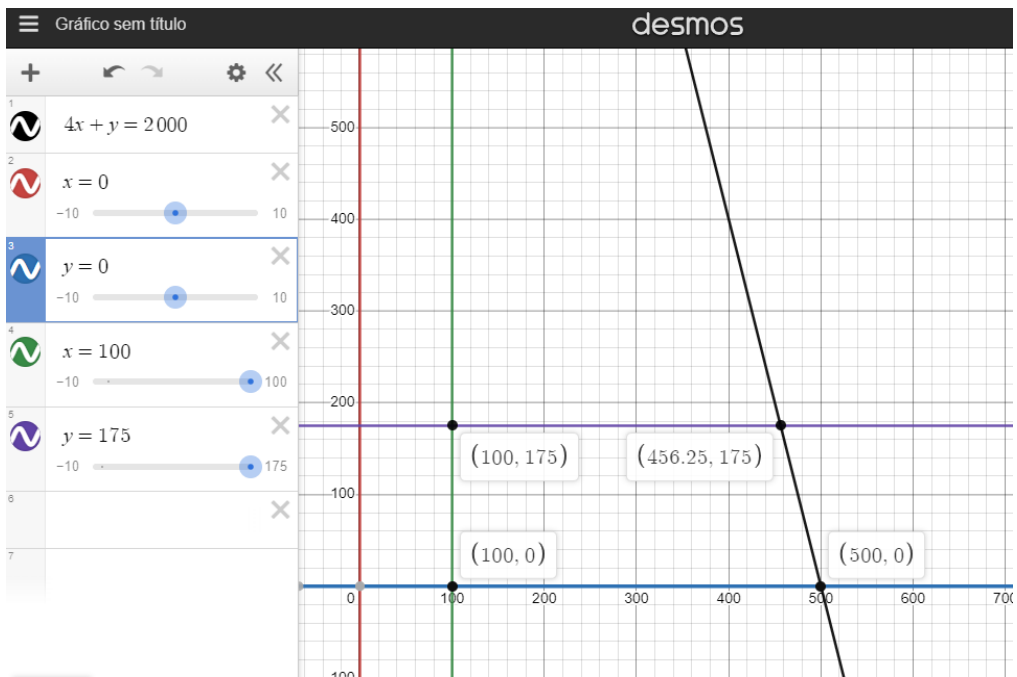 Gráfico sem título
desmos
1
4x + y = 2000
2
x = 0
-10 10
3
y = 0
-10 10
4
x = 100
-10 100
5
y = 175
-10 175
6
7
500
400
300
200
(100, 175) (456.25, 175)
100
(100, 0) (500, 0)
0 100 200 300 400 500 600 700
100